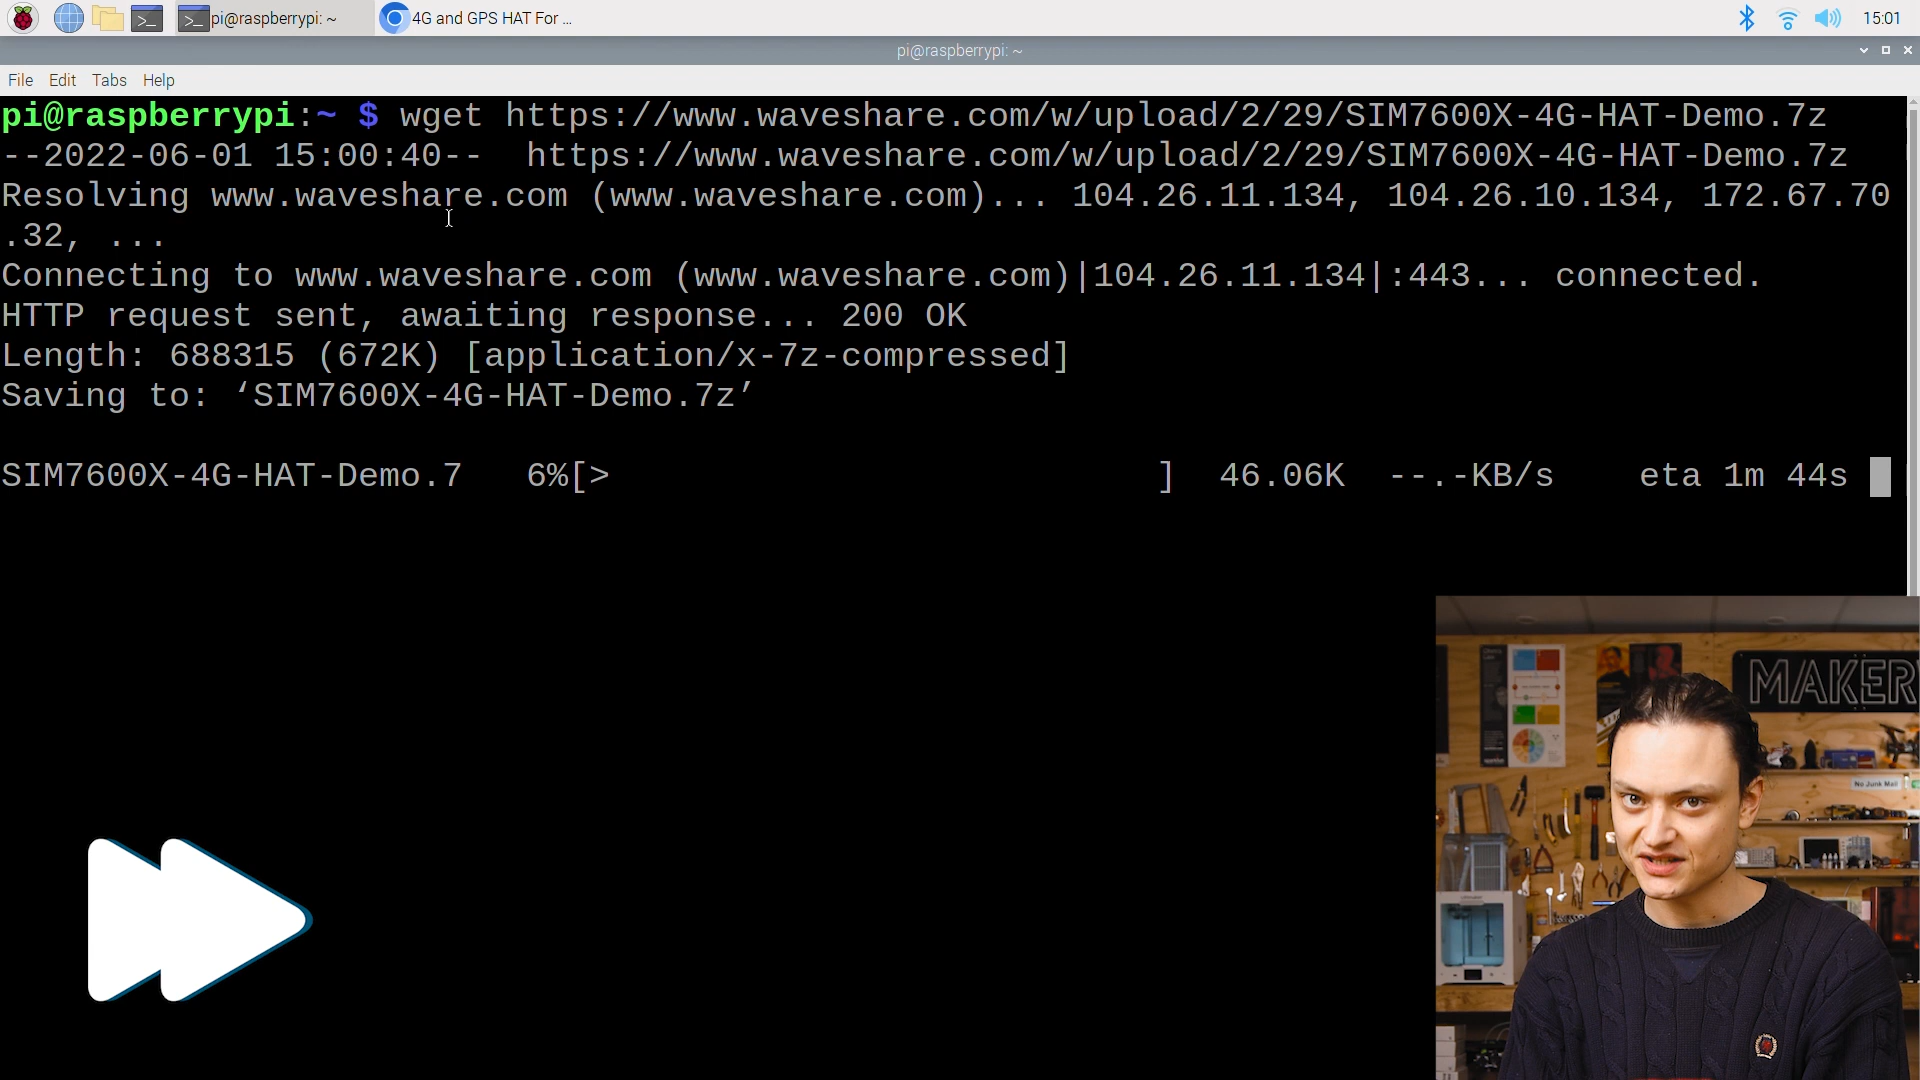 pi@raspberrypi: ~
4G and GPS HAT For ...
15:01
pi@raspberrypi: ~
File Edit Tabs Help
pi@raspberrypi:~ $ wget https://www.waveshare.com/w/upload/2/29/SIM7600X-4G-HAT-Demo.7z
--2022-06-01 15:00:40--  https://www.waveshare.com/w/upload/2/29/SIM7600X-4G-HAT-Demo.7z
Resolving www.waveshare.com (www.waveshare.com)... 104.26.11.134, 104.26.10.134, 172.67.70
.32, ...
Connecting to www.waveshare.com (www.waveshare.com)|104.26.11.134|:443... connected.
HTTP request sent, awaiting response... 200 OK
Length: 688315 (672K) [application/x-7z-compressed]
Saving to: ‘SIM7600X-4G-HAT-Demo.7z’
SIM7600X-4G-HAT-Demo.7   6%[>                          ]  46.06K  --.-KB/s    eta 1m 44s
MAKER
No Junk Mail